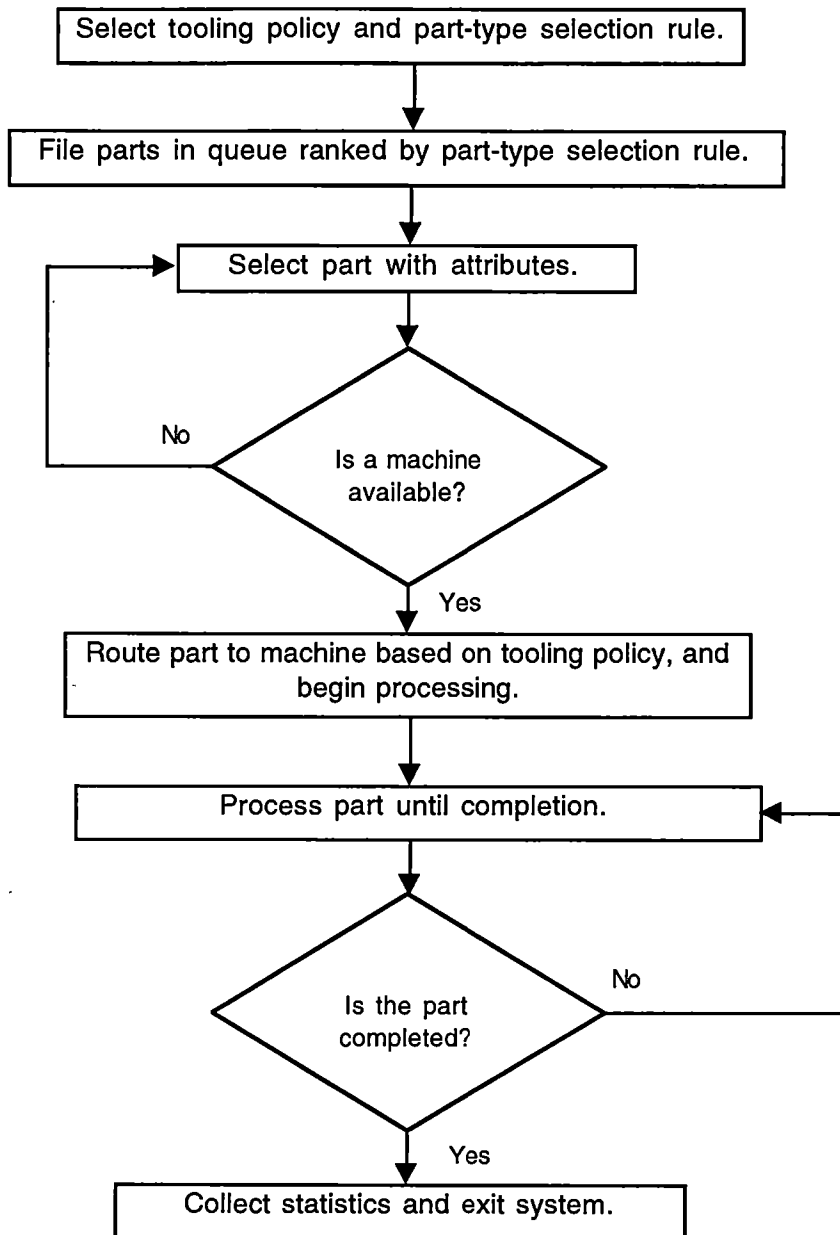 Select tooling policy and part-type selection rule.
File parts in queue ranked by part-type selection rule.
Select part with attributes.
No
Is a machine
available?
Yes
Route part to machine based on tooling policy, and
begin processing.
Process part until completion.
No
Is the part
completed?
Yes
Collect statistics and exit system.